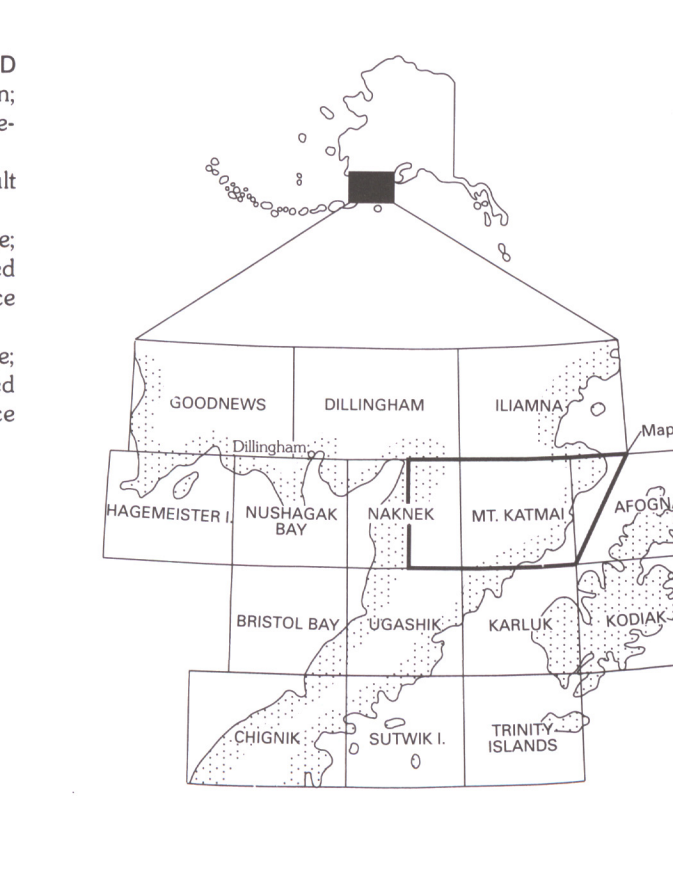 D
n;
e-
ult
e;
ed
ce
e;
ed
ce
GOODNEWS
DILLINGHAM
ILIAMNA
Map
Dillingham
HAGEMEISTER I.
NUSHAGAK
BAY
NAKNEK
MT. KATMAI
AFOGN
BRISTOL BAY
UGASHIK
KARLUK
KODIAK
CHIGNIK
SUTWIK I.
TRINITY
ISLANDS